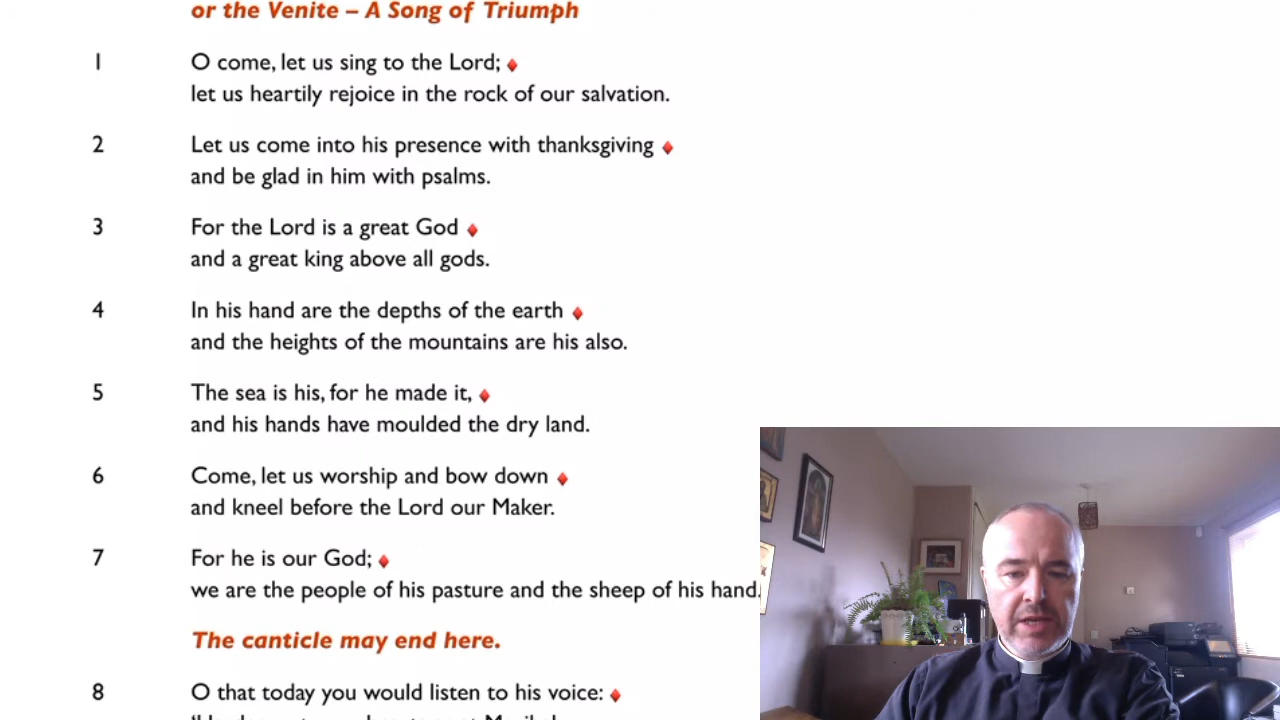 or the Venite – A Song of Triumph
1 O come, let us sing to the Lord; ♦
let us heartily rejoice in the rock of our salvation.
2 Let us come into his presence with thanksgiving ♦
and be glad in him with psalms.
3 For the Lord is a great God ♦
and a great king above all gods.
4 In his hand are the depths of the earth ♦
and the heights of the mountains are his also.
5 The sea is his, for he made it, ♦
and his hands have moulded the dry land.
6 Come, let us worship and bow down ♦
and kneel before the Lord our Maker.
7 For he is our God; ♦
we are the people of his pasture and the sheep of his hand.
The canticle may end here.
8 O that today you would listen to his voice: ♦